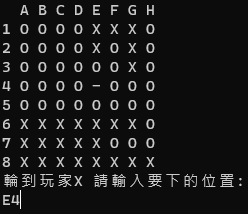 A B C D E F G H
1 O O O O X X X O
2 O O O O X O X O
3 O O O O O O X O
4 O O O O - O O O
5 O O O O O O O O
6 X X X X X X X O
7 X X X X X O O O
8 X X X X X X X X
輪到玩家X 請輸入要下的位置:
E4